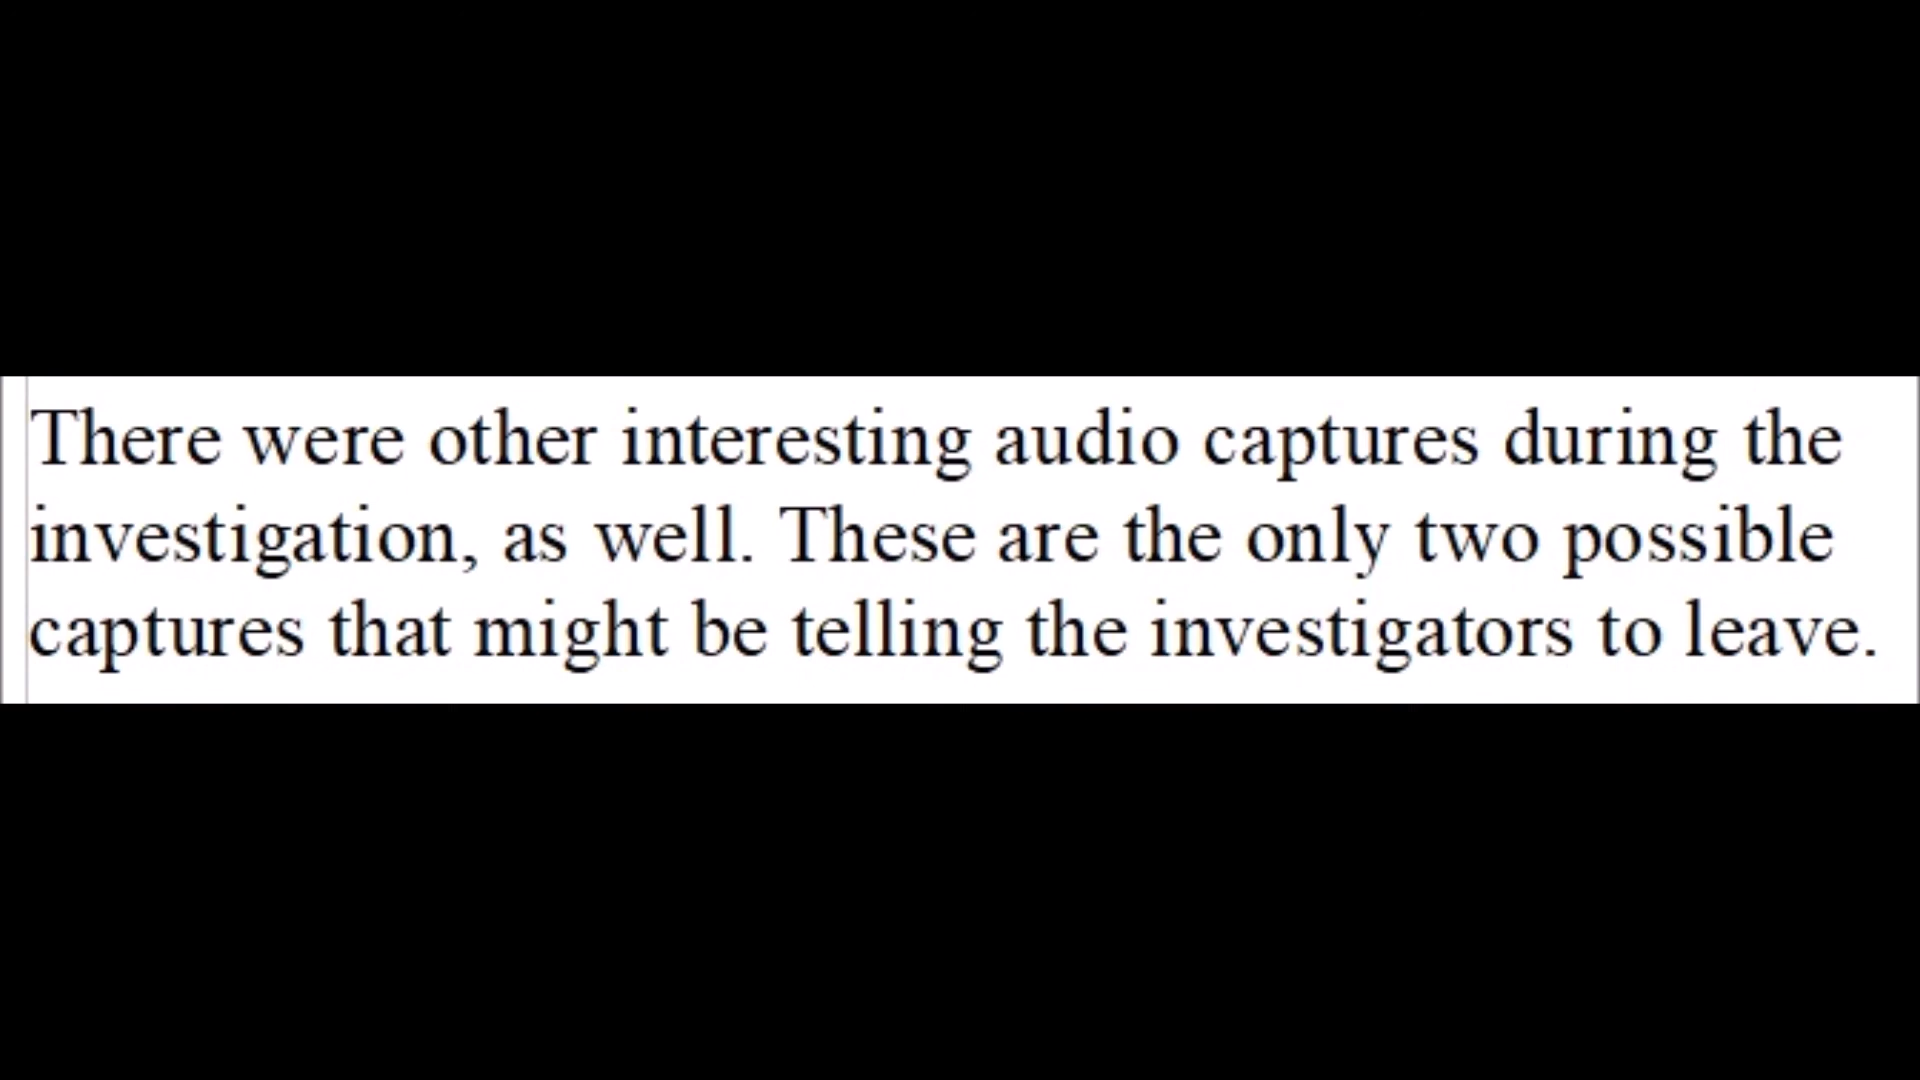 There were other interesting audio captures during the
investigation, as well. These are the only two possible
captures that might be telling the investigators to leave.